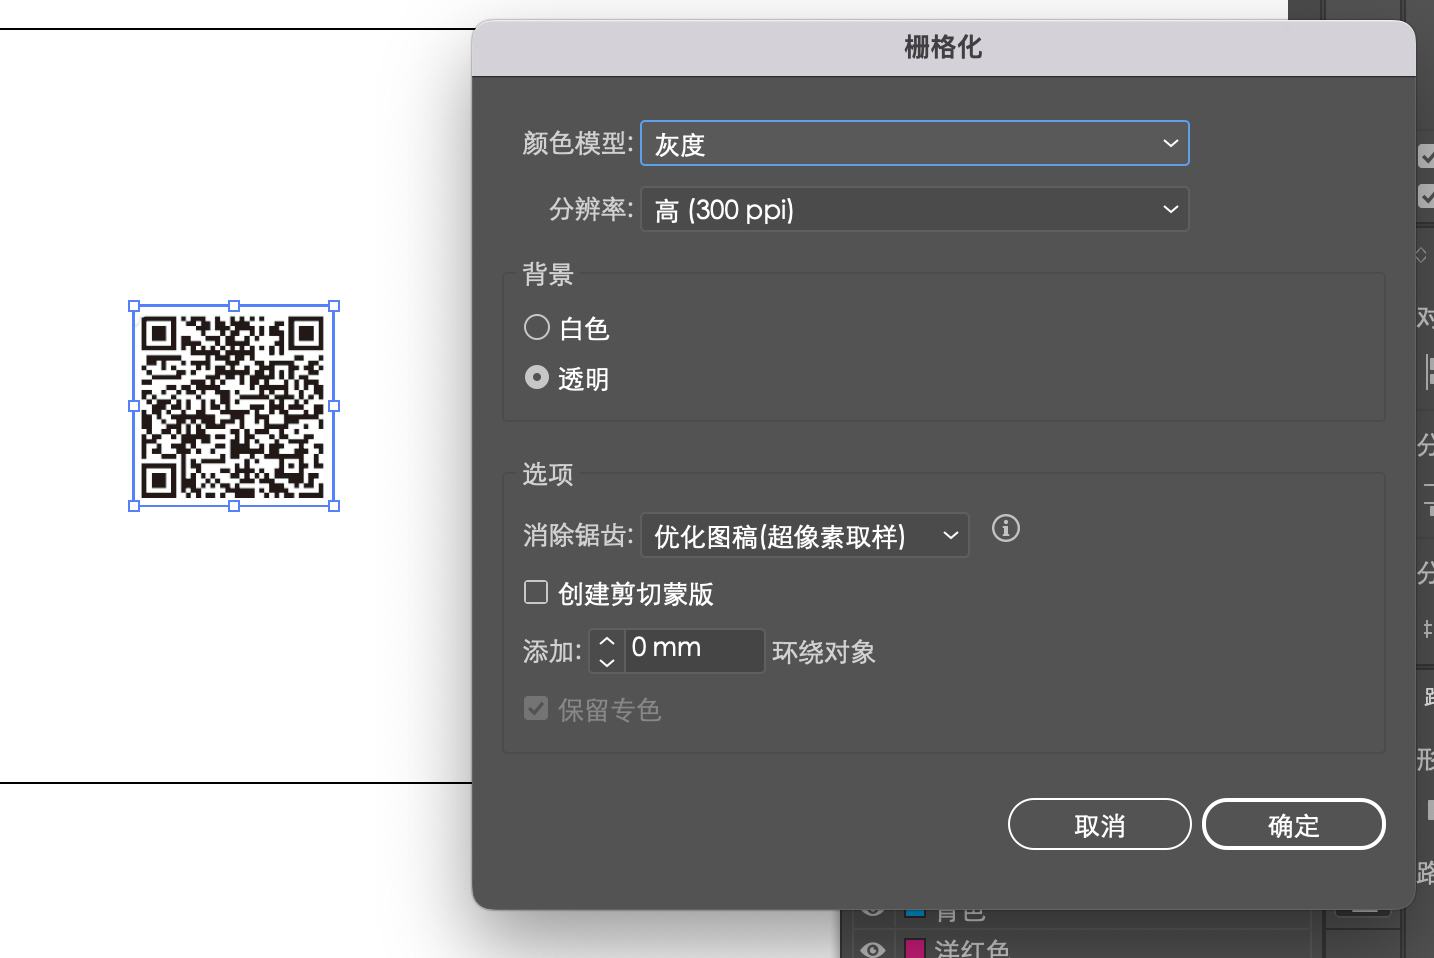 栅格化
颜色模型: 灰度
分辨率: 高 (300 ppi)
背景
白色
透明
选项
消除锯齿: 优化图稿(超像素取样)
创建剪切蒙版
添加: 0 mm 环绕对象
保留专色
取消 确定
青色
洋红色
对
分
分
形
路